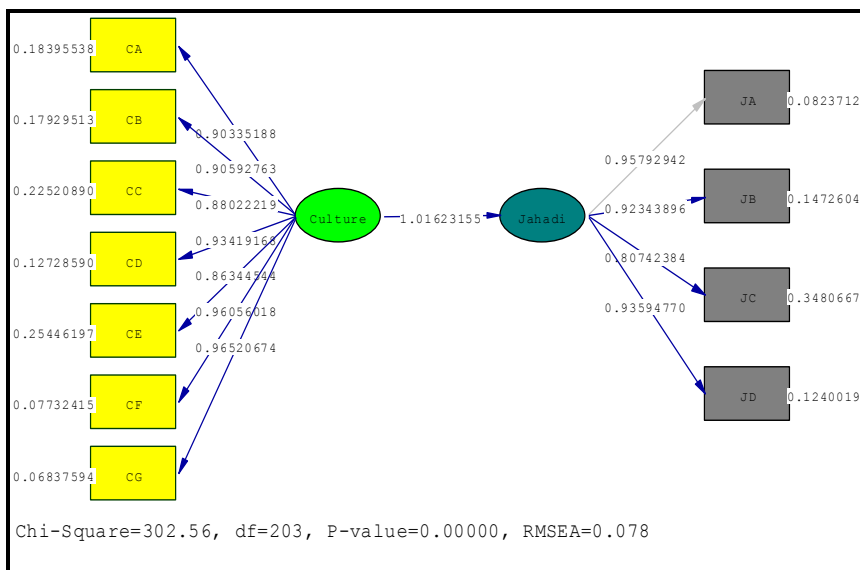 0.18395538 CA
0.17929513 CB
0.22520890 CC
0.12728590 CD
0.25446197 CE
0.07732415 CF
0.06837594 CG
0.90335188
0.90592763
0.88022219
0.93419168
0.86344544
0.96056018
0.96520674
Culture
1.01623155
Jahadi
0.95792942
0.92343896
0.80742384
0.93594770
JA 0.0823712
JB 0.1472604
JC 0.3480667
JD 0.1240019
Chi-Square=302.56, df=203, P-value=0.00000, RMSEA=0.078